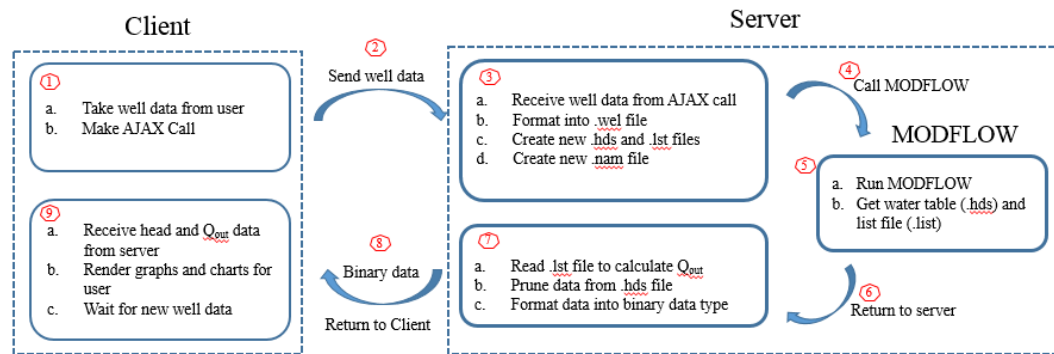 Client
Server
1
a. Take well data from user
b. Make AJAX Call
2
Send well data
3
a. Receive well data from AJAX call
b. Format into .wel file
c. Create new .hds and .lst files
d. Create new .nam file
4
Call MODFLOW
MODFLOW
5
a. Run MODFLOW
b. Get water table (.hds) and
list file (.list)
6
Return to server
7
a. Read .lst file to calculate Qout
b. Prune data from .hds file
c. Format data into binary data type
8
Binary data
Return to Client
9
a. Receive head and Qout data
from server
b. Render graphs and charts for
user
c. Wait for new well data